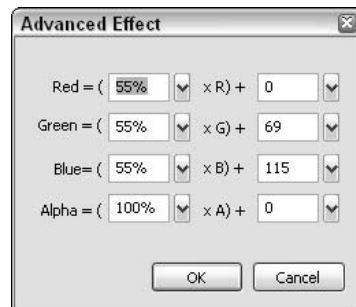 Advanced Effect
Red = ( 55% x R) + 0
Green = ( 55% x G) + 69
Blue= ( 55% x B) + 115
Alpha = ( 100% x A) + 0
OK Cancel